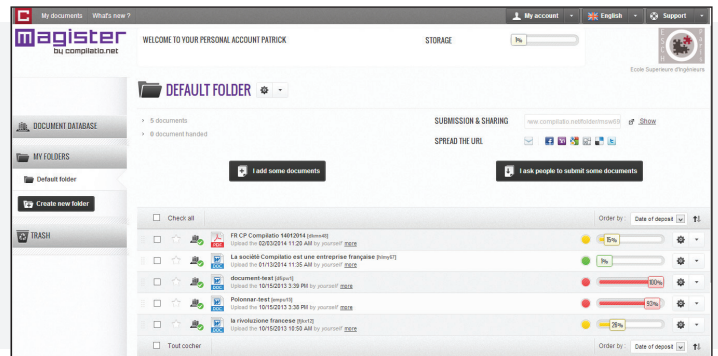 C My documents What's new ?
My account English Support
magister
by compilatio.net
WELCOME TO YOUR PERSONAL ACCOUNT PATRICK
STORAGE
1%
Ecole Superieure d'Ingénieurs
DEFAULT FOLDER
DOCUMENT DATABASE
MY FOLDERS
Default folder
Create new folder
TRASH
5 documents
0 document handed
SUBMISSION & SHARING
Show
SPREAD THE URL
I add some documents
I ask people to submit some documents
Check all
Order by : Date of deposit
FR CP Compilatio 14012014
Upload the 02/03/2014 11:20 AM by yourself more
15%
La société Compilatio est une entreprise française
Upload the 01/13/2014 11:35 AM by yourself more
1%
document-test
Upload the 10/15/2013 3:39 PM by yourself more
100%
Polonnar-test
Upload the 10/15/2013 3:38 PM by yourself more
93%
la rivoluzione francese
Upload the 10/15/2013 10:50 AM by yourself more
28%
Tout cocher
Order by : Date of deposit